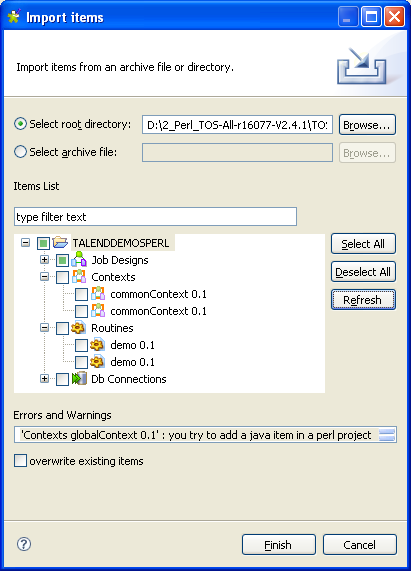 Import items
Import items from an archive file or directory.
Select root directory: D:\2_Perl_TOS-All-r16077-V2.4.1\TOS Browse...
Select archive file: Browse...
Items List
type filter text
TALENDDEMOSPERL Select All
Job Designs Deselect All
Contexts
commonContext 0.1 Refresh
commonContext 0.1
Routines
demo 0.1
demo 0.1
Db Connections
Errors and Warnings
'Contexts globalContext 0.1' : you try to add a java item in a perl project
overwrite existing items
? Finish Cancel